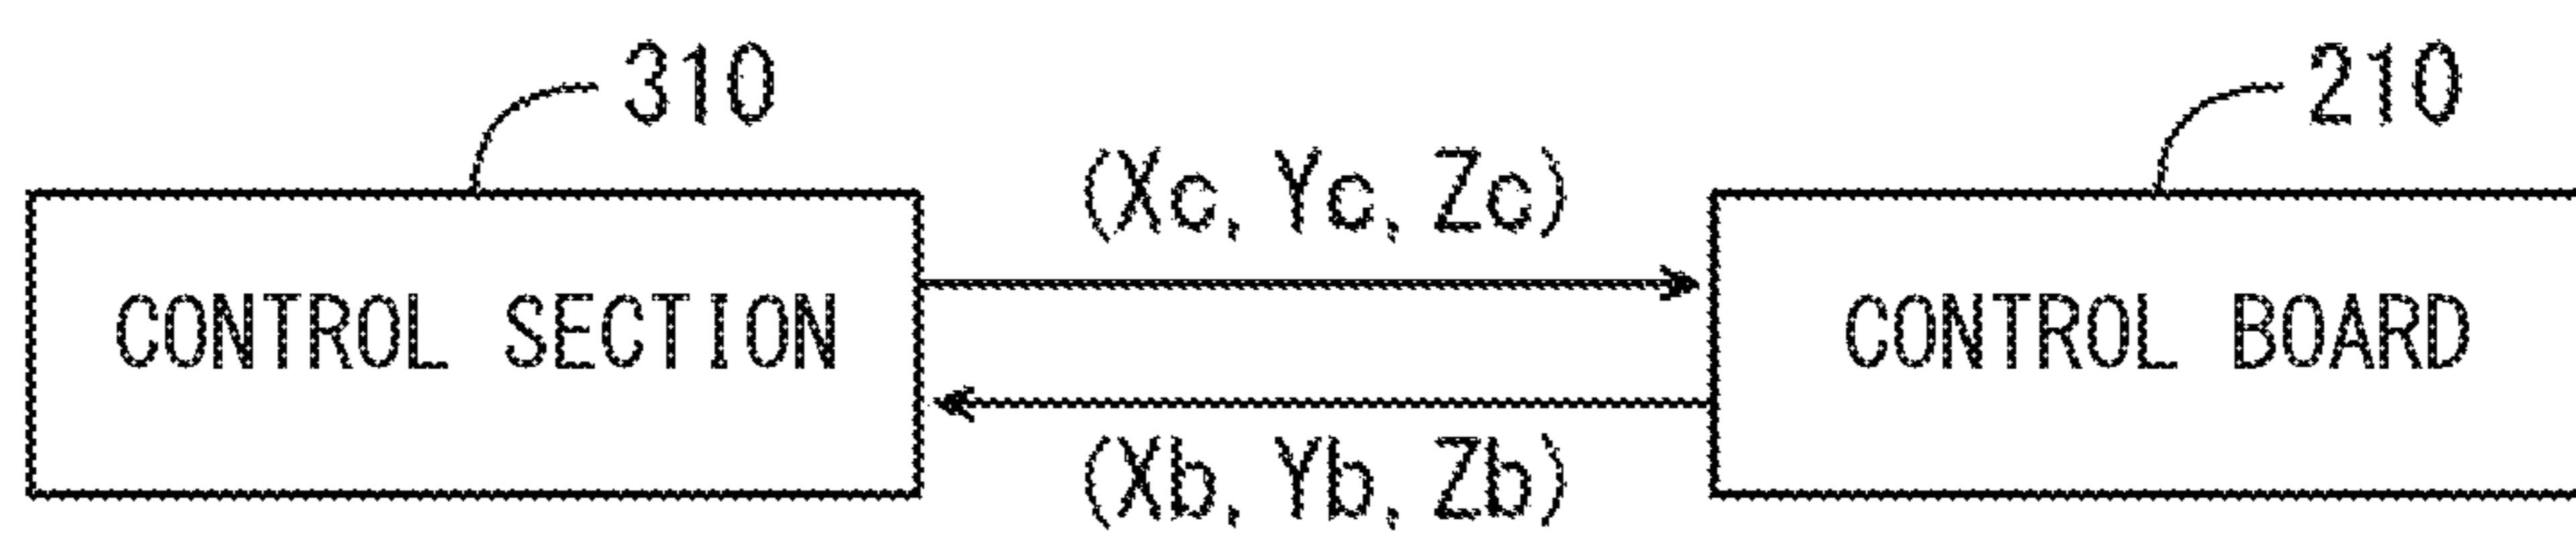 310
210
(Xc, Yc, Zc)
CONTROL SECTION
CONTROL BOARD
(Xb, Yb, Zb)